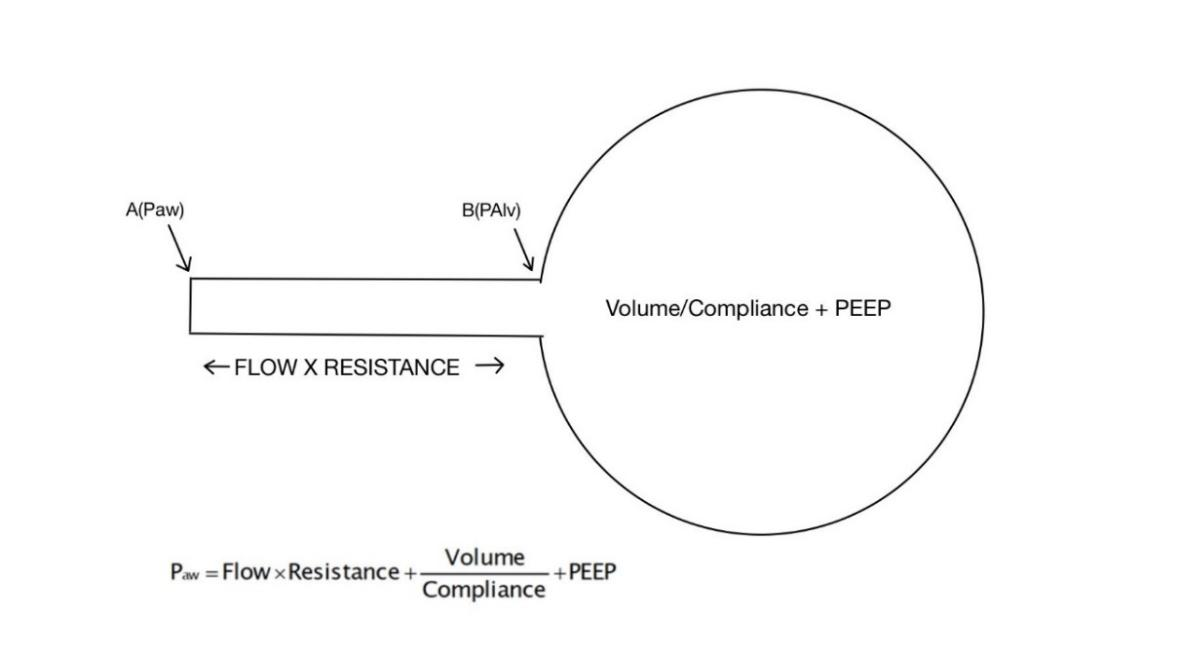 A(Paw)
B(PAlv)
Volume/Compliance + PEEP
←FLOW X RESISTANCE →
Paw = Flow×Resistance + Volume/Compliance + PEEP